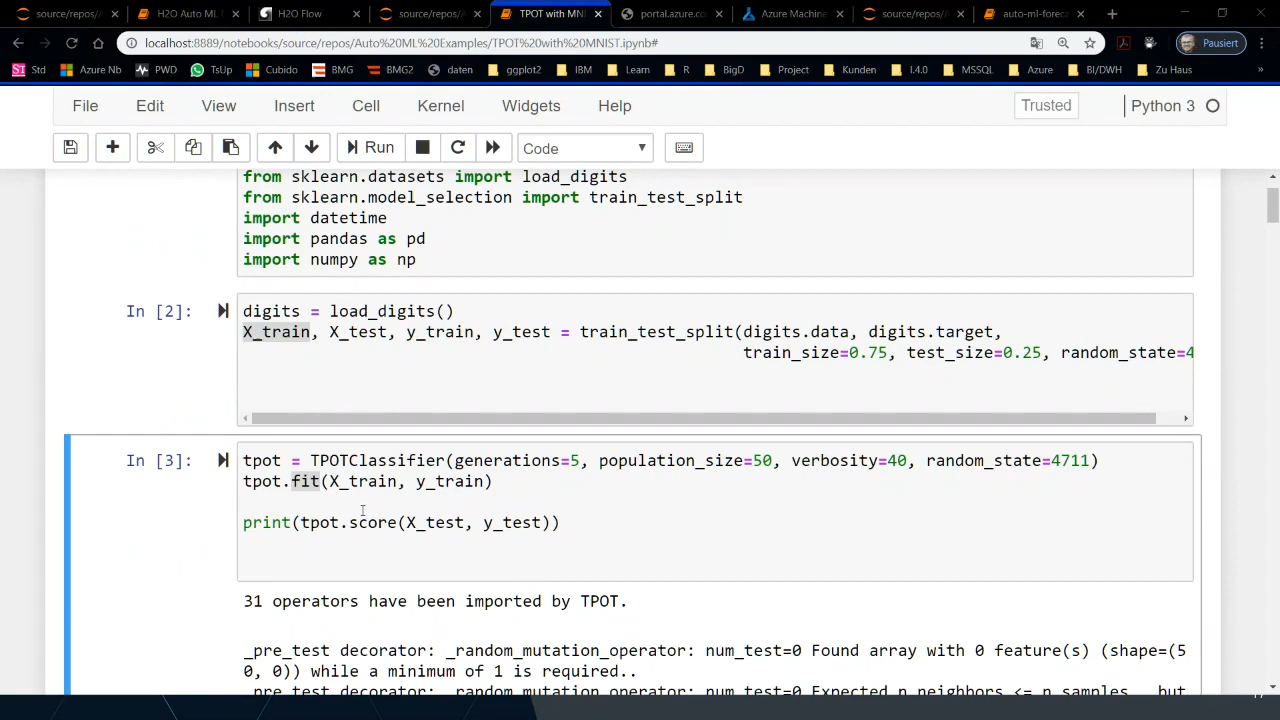 source/repos/A
H2O Auto ML
H2O Flow
source/repos/A
TPOT with MNI
portal.azure.co
Azure Machine
source/repos/A
auto-ml-forec
localhost:8889/notebooks/source/repos/Auto%20ML%20Examples/TPOT%20with%20MNIST.ipynb#
Pausiert
Std
Azure Nb
PWD
TsUp
Cubido
BMG
BMG2
daten
ggplot2
IBM
Learn
R
BigD
Project
Kunden
I.4.0
MSSQL
Azure
BI/DWH
Zu Haus
»
File
Edit
View
Insert
Cell
Kernel
Widgets
Help
Trusted
Python 3
Run
Code
from sklearn.datasets import load_digits
from sklearn.model_selection import train_test_split
import datetime
import pandas as pd
import numpy as np
In [2]:
digits = load_digits()
X_train, X_test, y_train, y_test = train_test_split(digits.data, digits.target,
train_size=0.75, test_size=0.25, random_state=4
In [3]:
tpot = TPOTClassifier(generations=5, population_size=50, verbosity=40, random_state=4711)
tpot.fit(X_train, y_train)
print(tpot.score(X_test, y_test))
31 operators have been imported by TPOT.
_pre_test decorator: _random_mutation_operator: num_test=0 Found array with 0 feature(s) (shape=(5
0, 0)) while a minimum of 1 is required..
_pre_test decorator: _random_mutation_operator: num_test=0 Expected n_neighbors <= n_samples, but